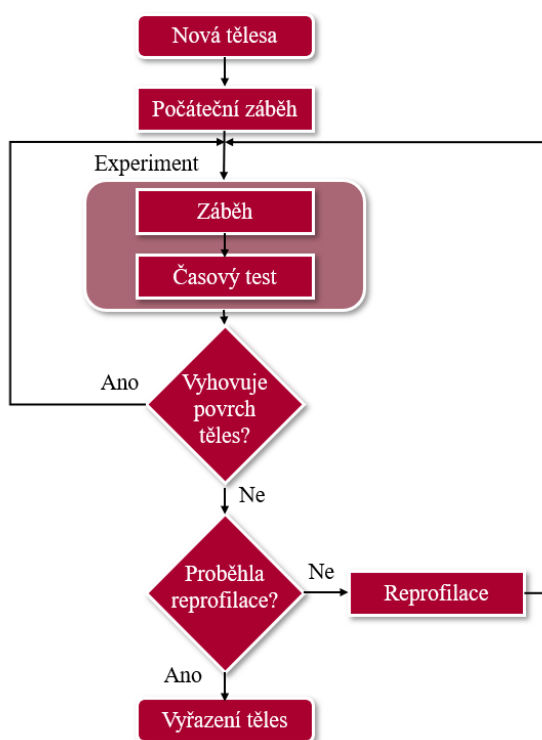 Nová tělesa
Počáteční záběh
Experiment
Záběh
Časový test
Ano
Vyhovuje
povrch
těles?
Ne
Proběhla
reprofilace?
Ne
Reprofilace
Ano
Vyřazení těles